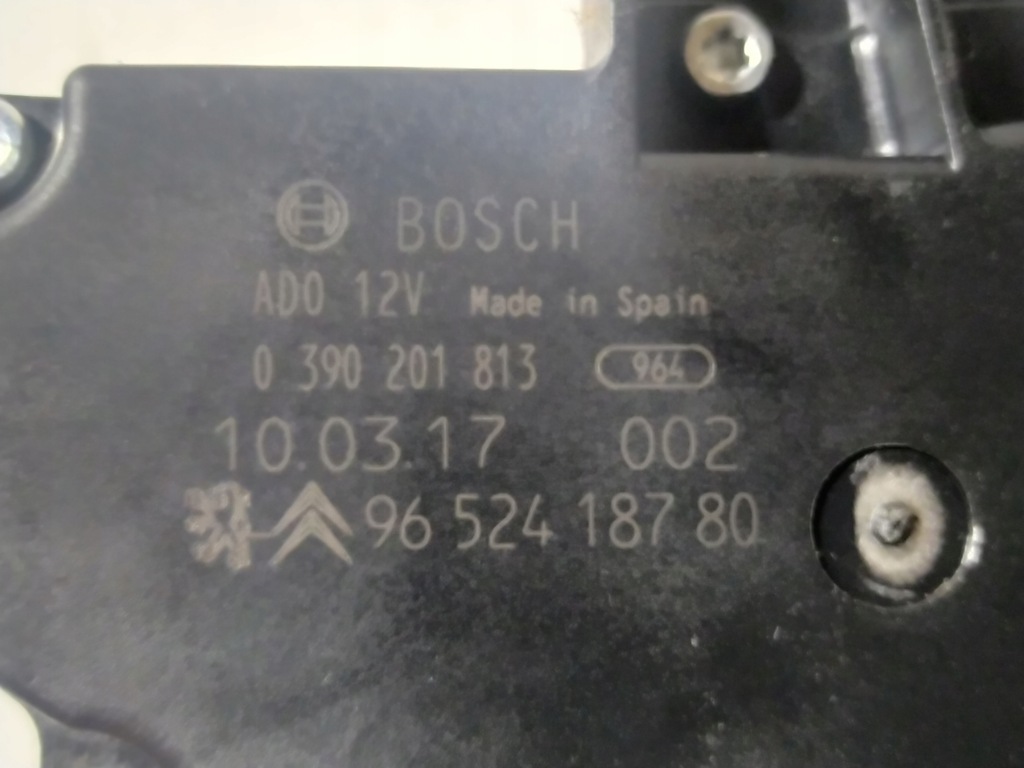 BOSCH
ADO 12V Made in Spain
0 390 201 813 964
10.03.17 002
96 524 187 80